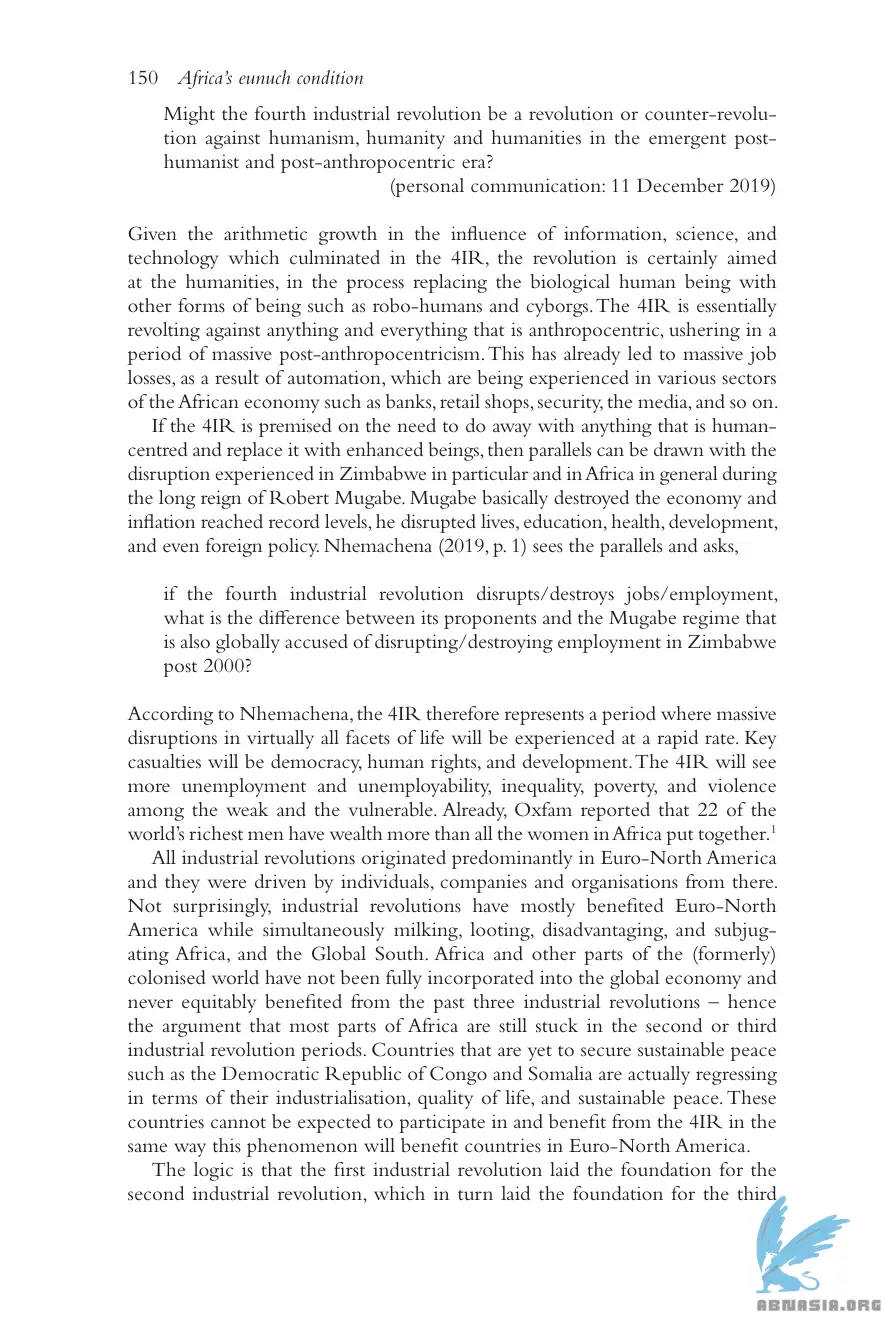 150 Africa's eunuch condition
Might the fourth industrial revolution be a revolution or counter-revolu-
tion against humanism, humanity and humanities in the emergent post-
humanist and post-anthropocentric era?
(personal communication: 11 December 2019)
Given the arithmetic growth in the influence of information, science, and
technology which culminated in the 4IR, the revolution is certainly aimed
at the humanities, in the process replacing the biological human being with
other forms of being such as robo-humans and cyborgs. The 4IR is essentially
revolting against anything and everything that is anthropocentric, ushering in a
period of massive post-anthropocentricism. This has already led to massive job
losses, as a result of automation, which are being experienced in various sectors
of the African economy such as banks, retail shops, security, the media, and so on.
If the 4IR is premised on the need to do away with anything that is human-
centred and replace it with enhanced beings, then parallels can be drawn with the
disruption experienced in Zimbabwe in particular and in Africa in general during
the long reign of Robert Mugabe. Mugabe basically destroyed the economy and
inflation reached record levels, he disrupted lives, education, health, development,
and even foreign policy. Nhemachena (2019, p. 1) sees the parallels and asks,
if the fourth industrial revolution disrupts/destroys jobs/employment,
what is the difference between its proponents and the Mugabe regime that
is also globally accused of disrupting/destroying employment in Zimbabwe
post 2000?
According to Nhemachena, the 4IR therefore represents a period where massive
disruptions in virtually all facets of life will be experienced at a rapid rate. Key
casualties will be democracy, human rights, and development. The 4IR will see
more unemployment and unemployability, inequality, poverty, and violence
among the weak and the vulnerable. Already, Oxfam reported that 22 of the
world's richest men have wealth more than all the women in Africa put together.1
All industrial revolutions originated predominantly in Euro-North America
and they were driven by individuals, companies and organisations from there.
Not surprisingly, industrial revolutions have mostly benefited Euro-North
America while simultaneously milking, looting, disadvantaging, and subjug-
ating Africa, and the Global South. Africa and other parts of the (formerly)
colonised world have not been fully incorporated into the global economy and
never equitably benefited from the past three industrial revolutions – hence
the argument that most parts of Africa are still stuck in the second or third
industrial revolution periods. Countries that are yet to secure sustainable peace
such as the Democratic Republic of Congo and Somalia are actually regressing
in terms of their industrialisation, quality of life, and sustainable peace. These
countries cannot be expected to participate in and benefit from the 4IR in the
same way this phenomenon will benefit countries in Euro-North America.
The logic is that the first industrial revolution laid the foundation for the
second industrial revolution, which in turn laid the foundation for the third
ABNASIA.ORG